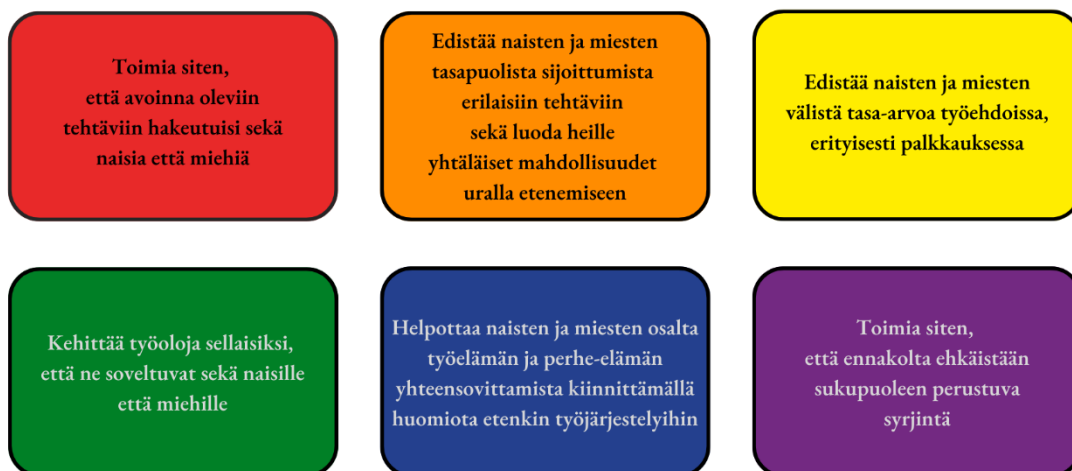 Toimia siten,
että avoinna oleviin
tehtäviin hakeutuisi sekä
naisia että miehiä
Edistää naisten ja miesten
tasapuolista sijoittumista
erilaisiin tehtäviin
sekä luoda heille
yhtäläiset mahdollisuudet
uralla etenemiseen
Edistää naisten ja miesten
välistä tasa-arvoa työehdoissa,
erityisesti palkkauksessa
Kehittää työoloja sellaisiksi,
että ne soveltuvat sekä naisille
että miehille
Helpottaa naisten ja miesten osalta
työelämän ja perhe-elämän
yhteensovittamista kiinnittämällä
huomiota etenkin työjärjestelyihin
Toimia siten,
että ennakolta ehkäistään
sukupuoleen perustuva
syrjintä